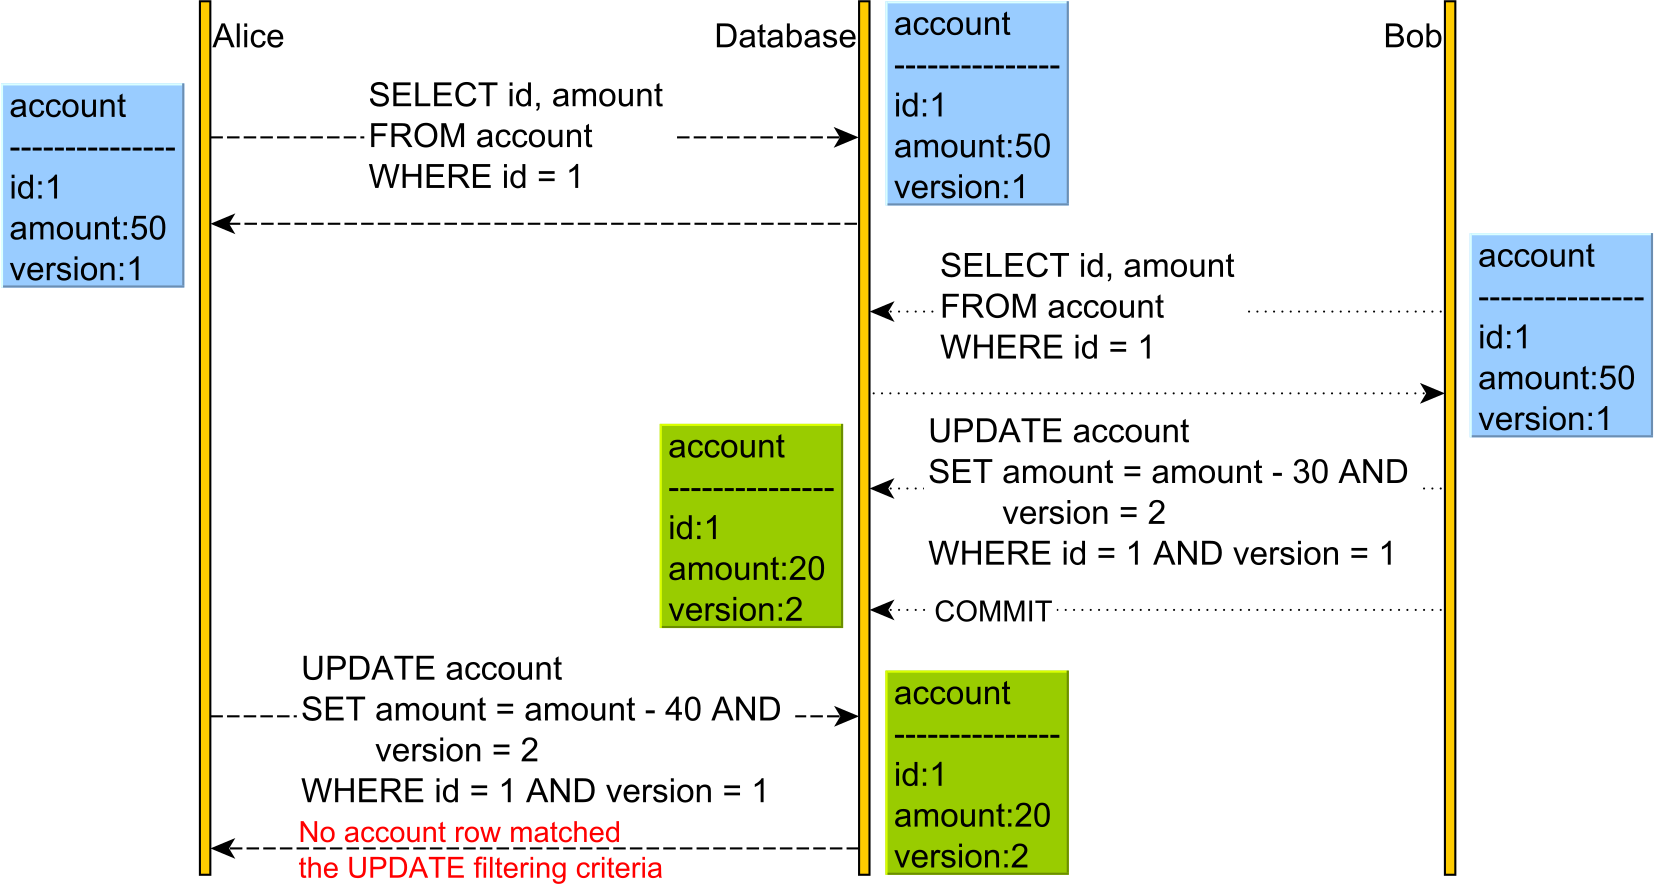 Alice
Database
account
---------------
id:1
amount:50
version:1
Bob
account
---------------
id:1
amount:50
version:1
SELECT id, amount
FROM account
WHERE id = 1
SELECT id, amount
FROM account
WHERE id = 1
account
---------------
id:1
amount:50
version:1
UPDATE account
SET amount = amount - 30 AND
version = 2
WHERE id = 1 AND version = 1
account
---------------
id:1
amount:20
version:2
COMMIT
UPDATE account
SET amount = amount - 40 AND
version = 2
WHERE id = 1 AND version = 1
account
---------------
id:1
amount:20
version:2
No account row matched
the UPDATE filtering criteria